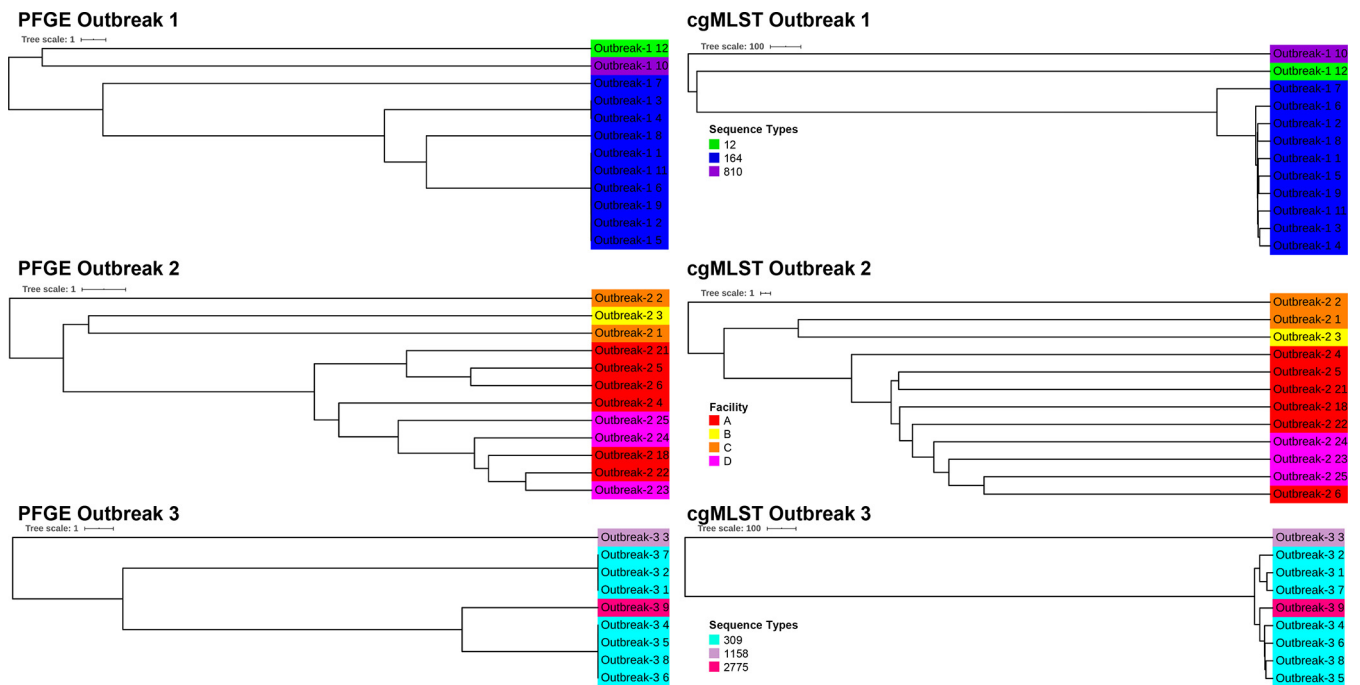 PFGE Outbreak 1
Tree scale: 1
Outbreak-1 12
Outbreak-1 10
Outbreak-1 7
Outbreak-1 3
Outbreak-1 4
Outbreak-1 8
Outbreak-1 1
Outbreak-1 11
Outbreak-1 6
Outbreak-1 9
Outbreak-1 2
Outbreak-1 5
cgMLST Outbreak 1
Tree scale: 100
Outbreak-1 10
Outbreak-1 12
Outbreak-1 7
Outbreak-1 6
Outbreak-1 2
Outbreak-1 8
Outbreak-1 1
Outbreak-1 5
Outbreak-1 9
Outbreak-1 11
Outbreak-1 3
Outbreak-1 4
Sequence Types
12
164
810
PFGE Outbreak 2
Tree scale: 1
Outbreak-2 2
Outbreak-2 3
Outbreak-2 1
Outbreak-2 21
Outbreak-2 5
Outbreak-2 6
Outbreak-2 4
Outbreak-2 25
Outbreak-2 24
Outbreak-2 18
Outbreak-2 22
Outbreak-2 23
cgMLST Outbreak 2
Tree scale: 1
Outbreak-2 2
Outbreak-2 1
Outbreak-2 3
Outbreak-2 4
Outbreak-2 5
Outbreak-2 21
Outbreak-2 18
Outbreak-2 22
Outbreak-2 24
Outbreak-2 23
Outbreak-2 25
Outbreak-2 6
Facility
A
B
C
D
PFGE Outbreak 3
Tree scale: 1
Outbreak-3 3
Outbreak-3 7
Outbreak-3 2
Outbreak-3 1
Outbreak-3 9
Outbreak-3 4
Outbreak-3 5
Outbreak-3 8
Outbreak-3 6
cgMLST Outbreak 3
Tree scale: 100
Outbreak-3 3
Outbreak-3 2
Outbreak-3 1
Outbreak-3 7
Outbreak-3 9
Outbreak-3 4
Outbreak-3 6
Outbreak-3 8
Outbreak-3 5
Sequence Types
309
1158
2775